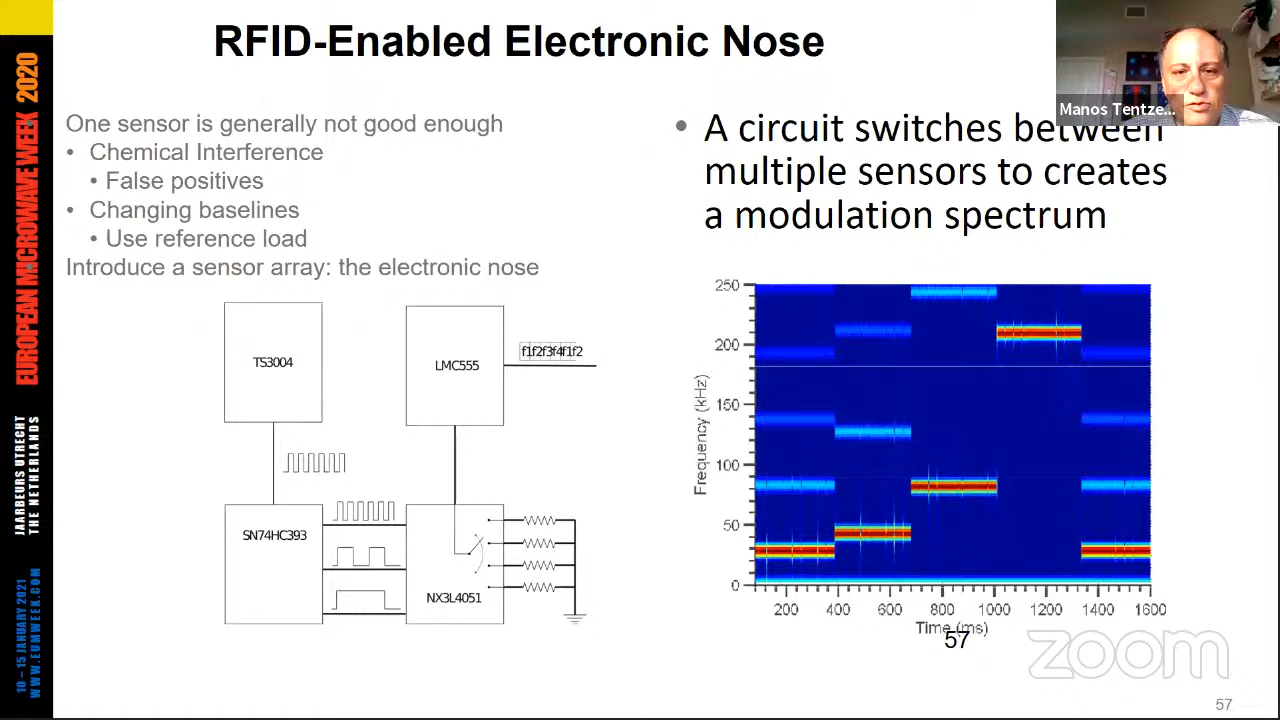 RFID-Enabled Electronic Nose
Manos Tentze...
One sensor is generally not good enough
• Chemical Interference
• False positives
• Changing baselines
• Use reference load
Introduce a sensor array: the electronic nose
• A circuit switches between
multiple sensors to creates
a modulation spectrum
TS3004
LMC555
f1f2f3f4f1f2
SN74HC393
NX3L4051
Frequency (kHz)
250
200
150
100
50
0
200 400 600 800 1000 1200 1400 1600
Time (ms)
57
zoom
57
EUROPEAN MICROWAVE WEEK 2020
JAARBEURS UTRECHT
THE NETHERLANDS
10 – 15 JANUARY 2021
WWW.EUMWEEK.COM